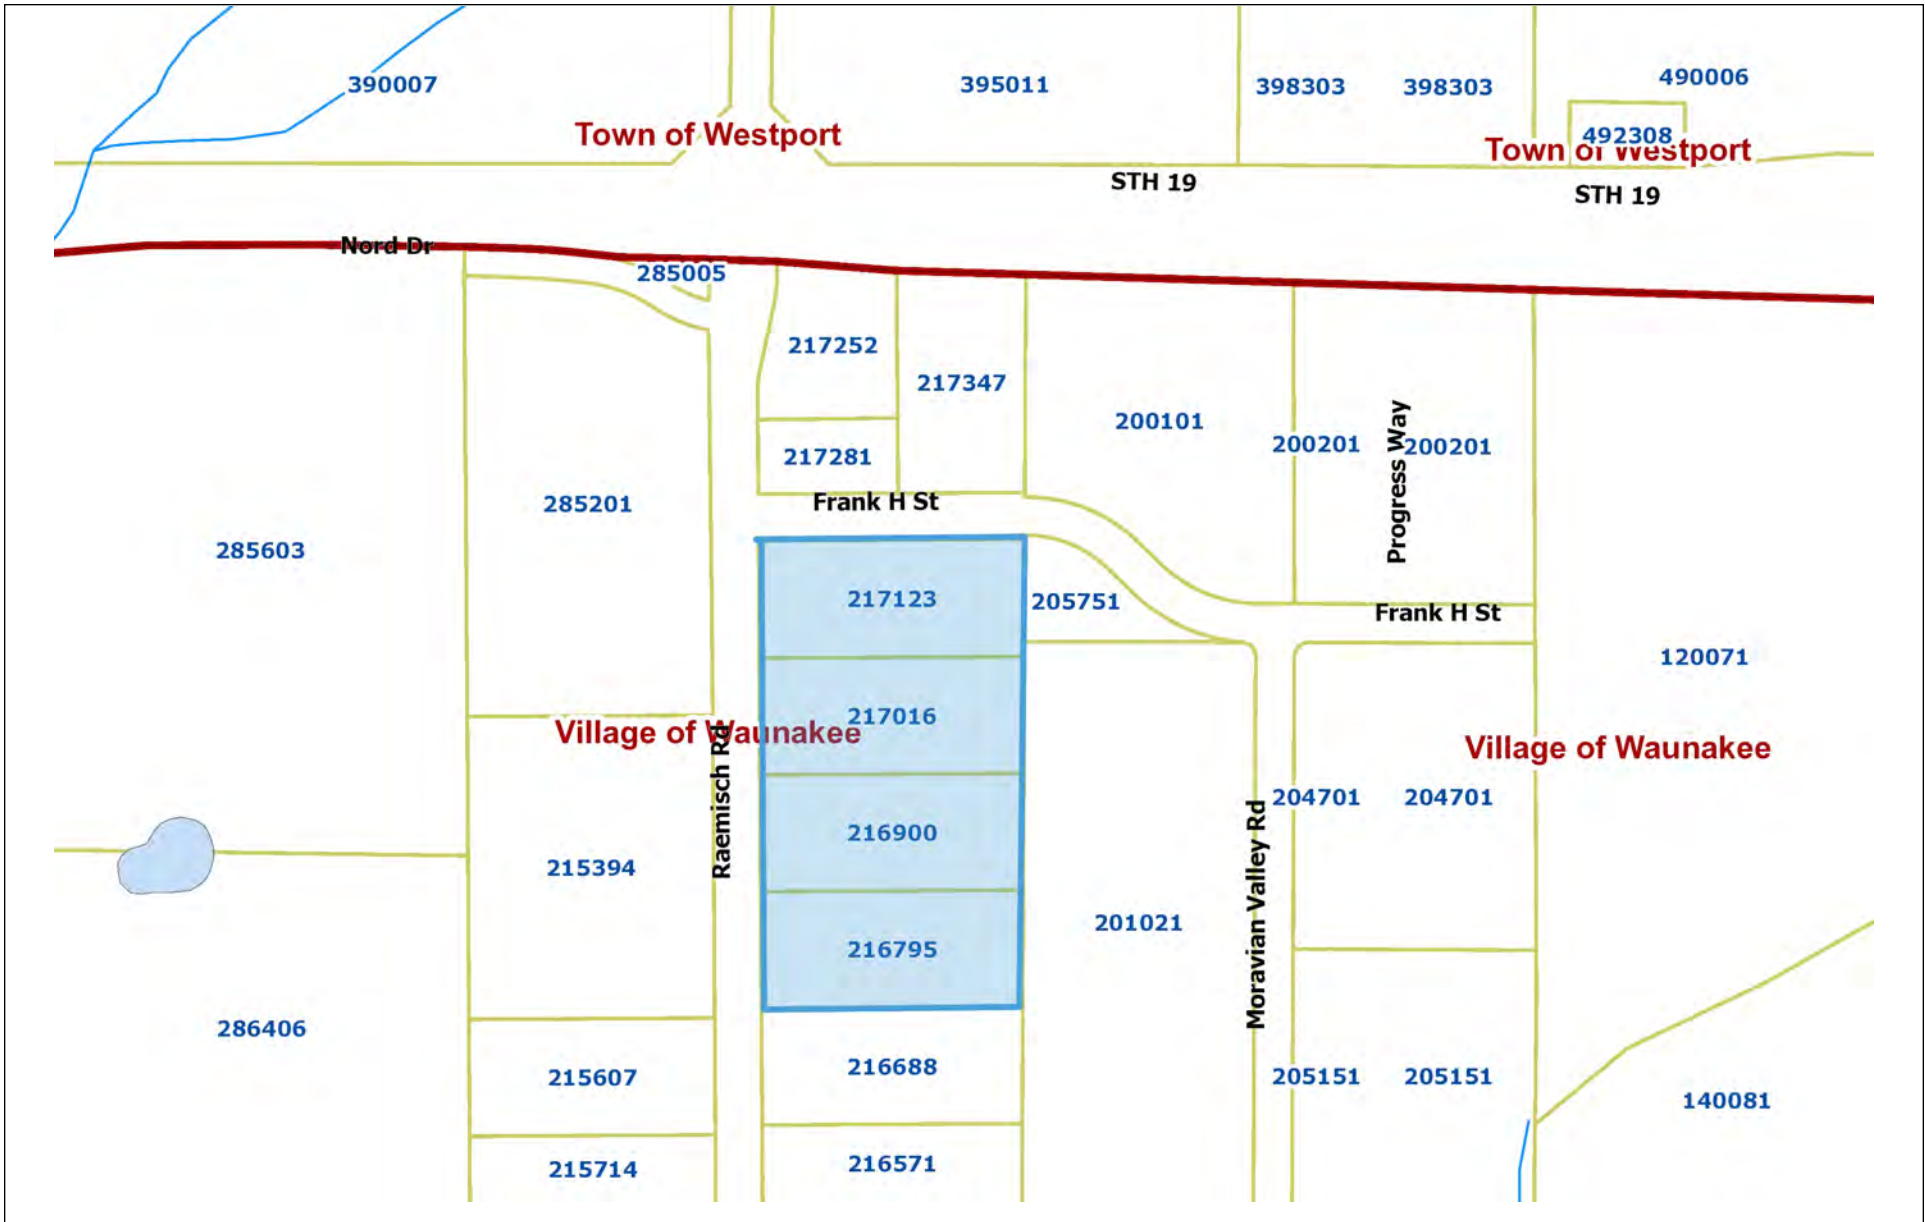 390007
395011
398303
398303
490006
Town of Westport
492308
Town of Westport
STH 19
STH 19
Nord Dr
285005
217252
217347
200101
200201
Progress Way
200201
217281
285201
Frank H St
285603
217123
205751
Frank H St
120071
217016
Village of Waunakee
Raemisch Rd
Village of Waunakee
204701
204701
216900
215394
Moravian Valley Rd
201021
216795
286406
215607
216688
205151
205151
140081
215714
216571